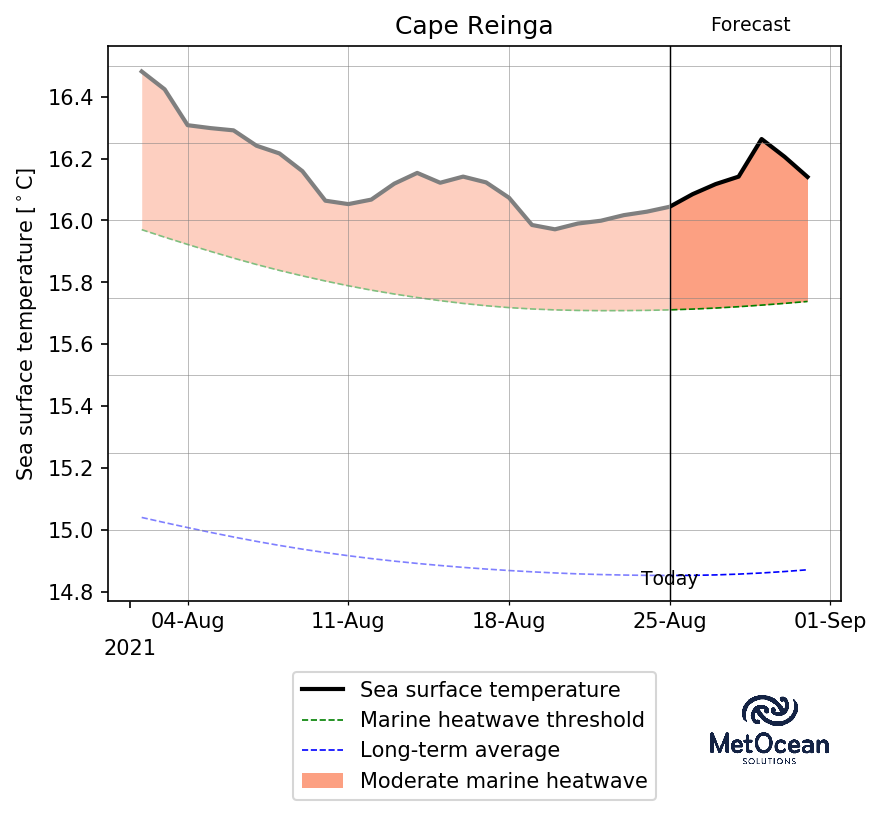 Cape Reinga
Forecast
Sea surface temperature [°C]
16.4
16.2
16.0
15.8
15.6
15.4
15.2
15.0
14.8
Today
04-Aug
11-Aug
18-Aug
25-Aug
01-Sep
2021
Sea surface temperature
Marine heatwave threshold
Long-term average
Moderate marine heatwave
MetOcean
SOLUTIONS